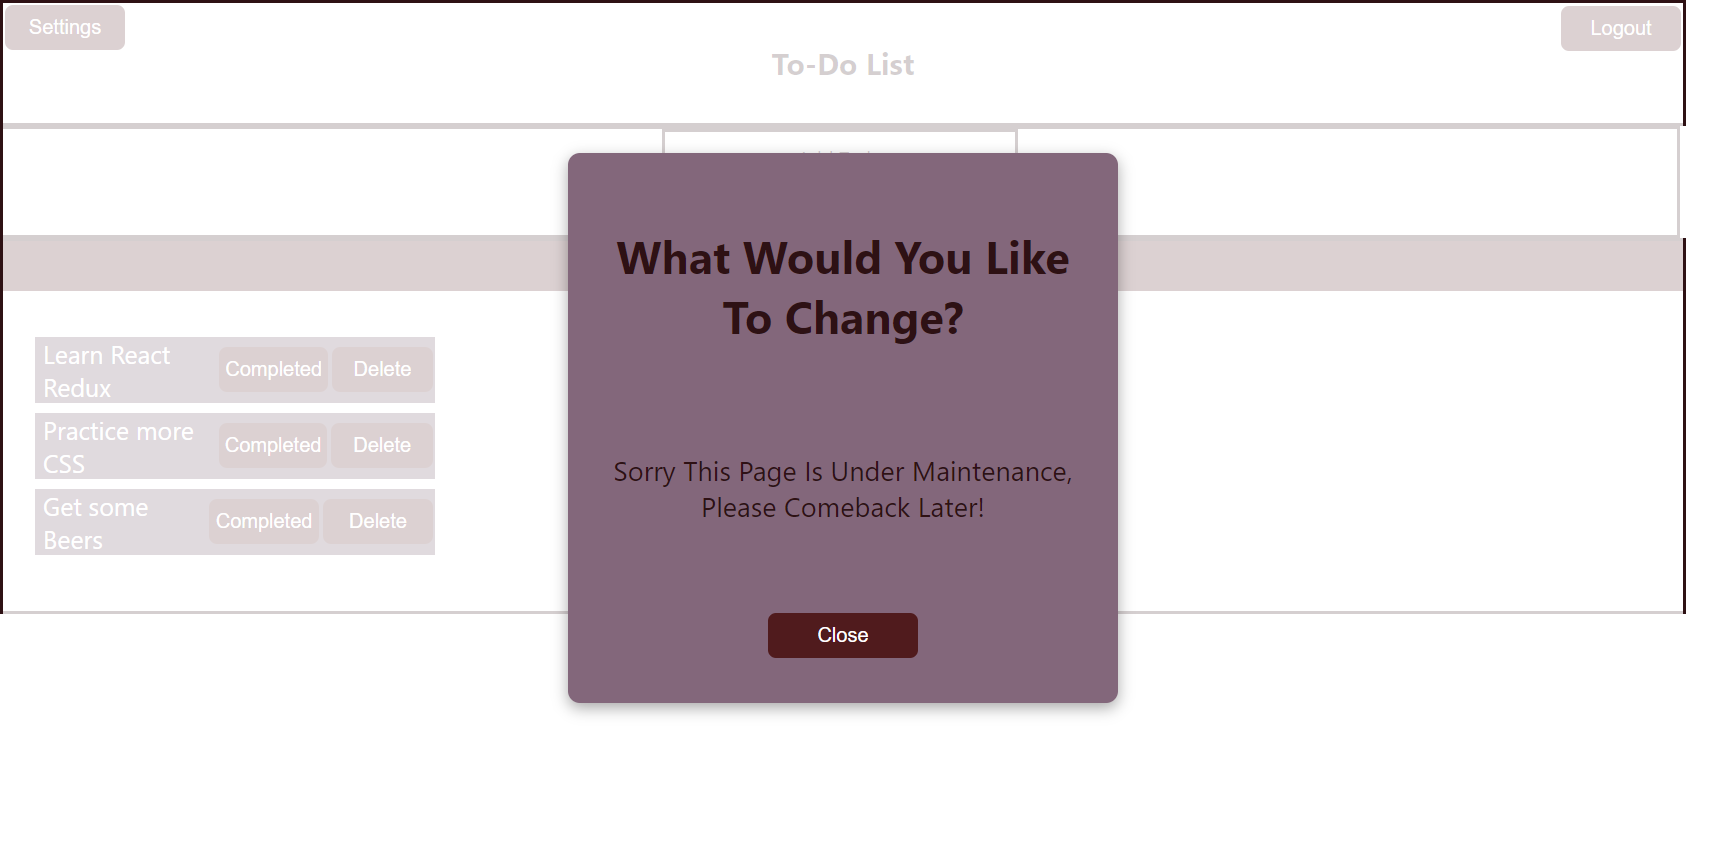 Settings
Logout
To-Do List
What Would You Like
To Change?
Learn React
Redux
Completed
Delete
Practice more
CSS
Completed
Delete
Sorry This Page Is Under Maintenance,
Please Comeback Later!
Get some
Beers
Completed
Delete
Close